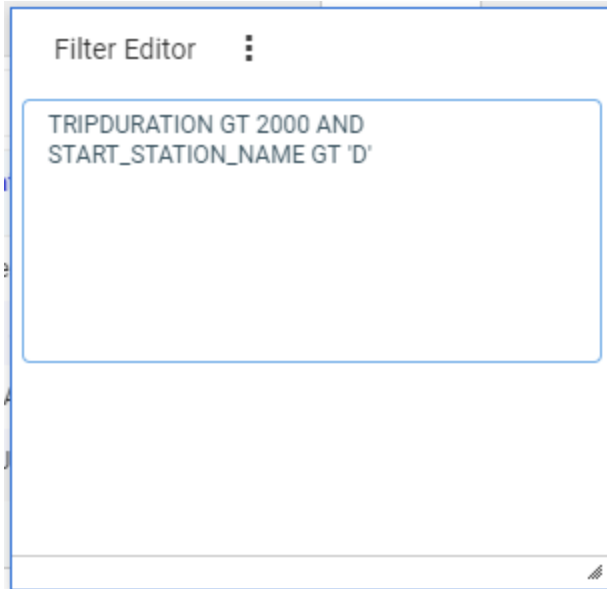 Filter Editor
TRIPDURATION GT 2000 AND
START_STATION_NAME GT 'D'